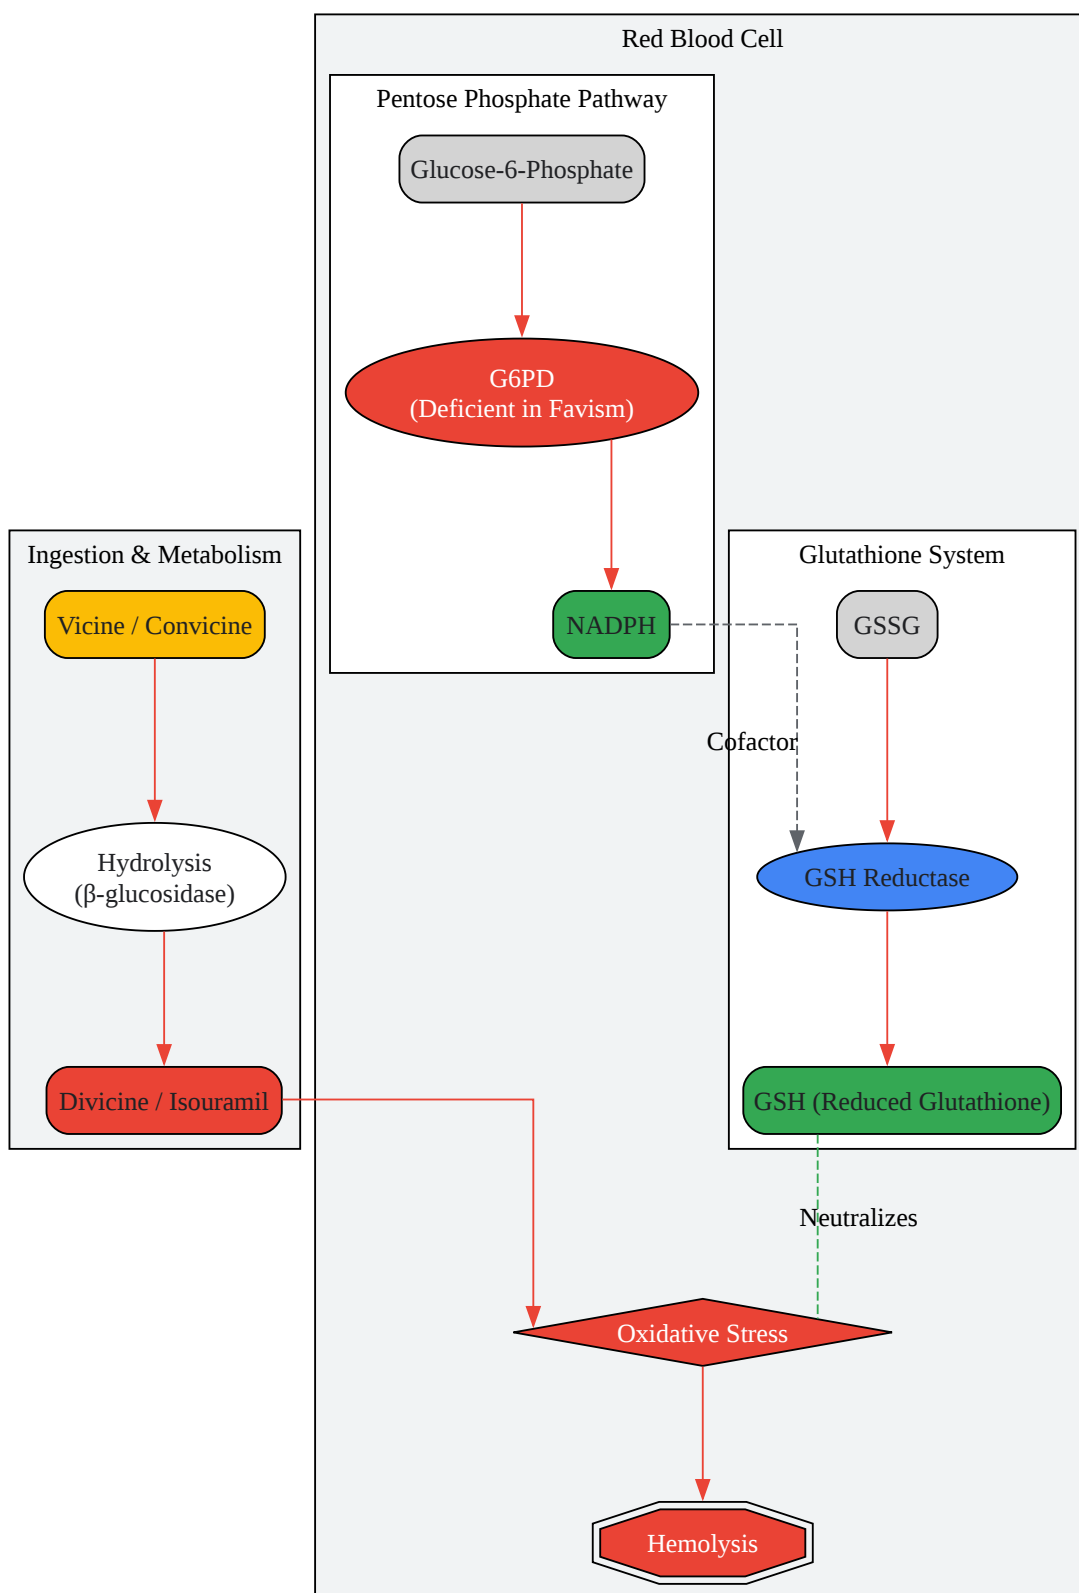 Red Blood Cell
Pentose Phosphate Pathway
Glucose-6-Phosphate
G6PD
(Deficient in Favism)
NADPH
Ingestion & Metabolism
Vicine / Convicine
Hydrolysis
(β-glucosidase)
Divicine / Isouramil
Glutathione System
GSSG
Cofactor
GSH Reductase
GSH (Reduced Glutathione)
Neutralizes
Oxidative Stress
Hemolysis